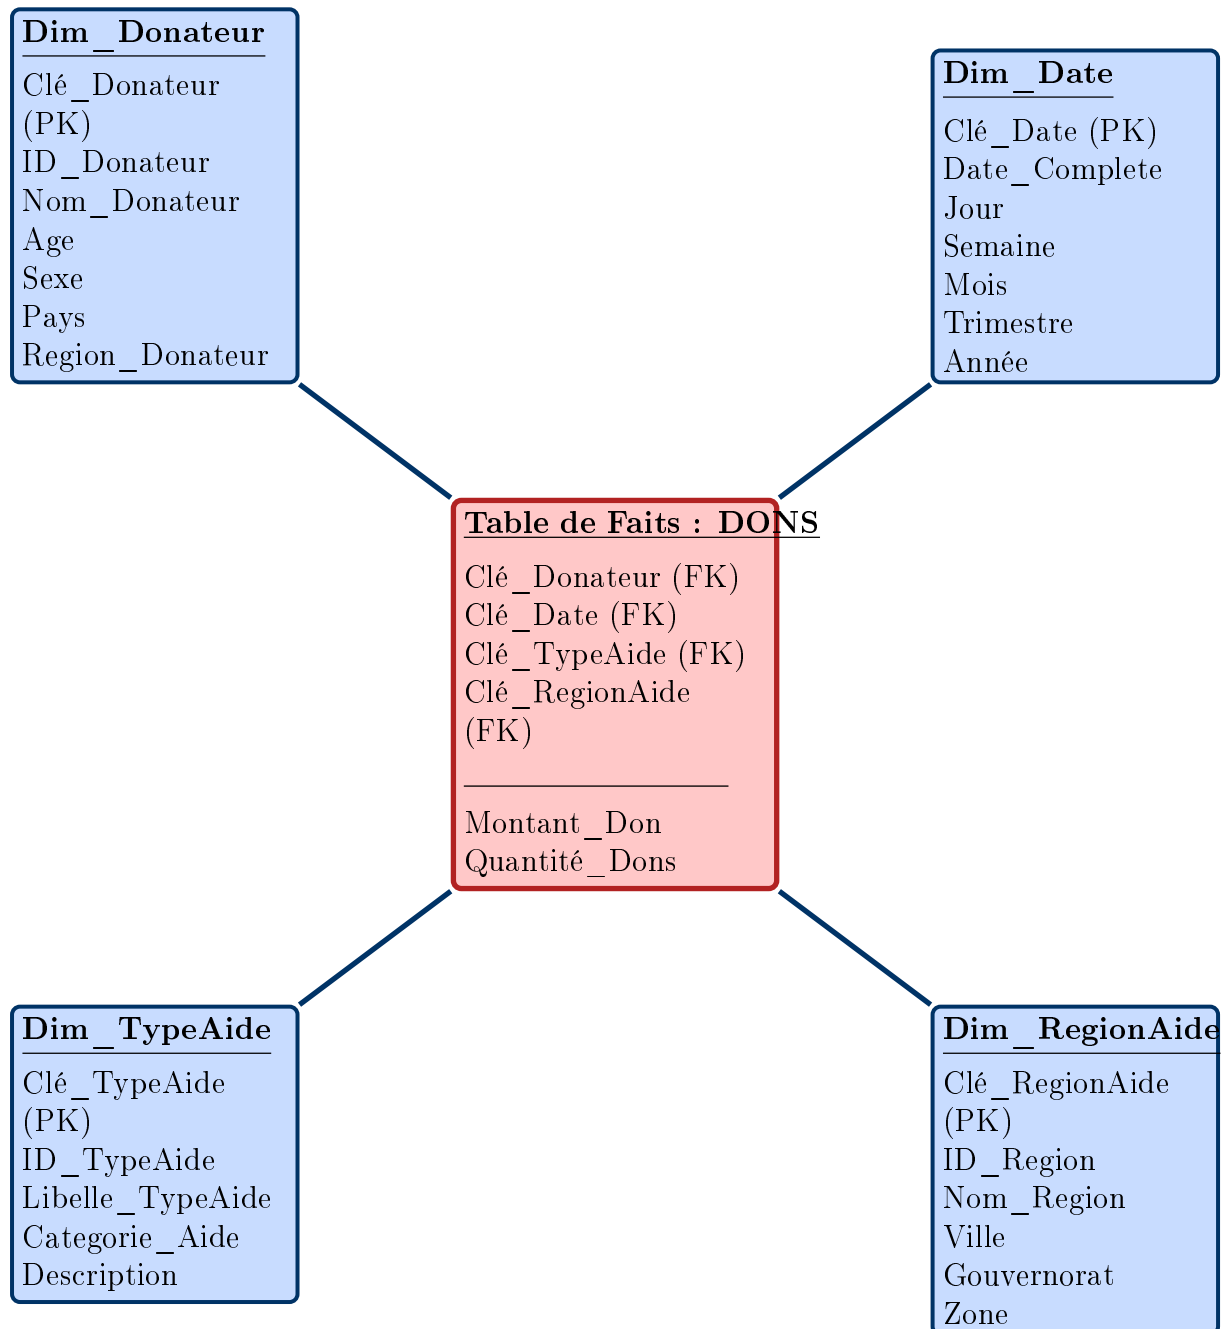 Dim_Donateur
Clé_Donateur
(PK)
ID_Donateur
Nom_Donateur
Age
Sexe
Pays
Region_Donateur
Dim_Date
Clé_Date (PK)
Date_Complete
Jour
Semaine
Mois
Trimestre
Année
Table de Faits : DONS
Clé_Donateur (FK)
Clé_Date (FK)
Clé_TypeAide (FK)
Clé_RegionAide
(FK)
Montant_Don
Quantité_Dons
Dim_TypeAide
Clé_TypeAide
(PK)
ID_TypeAide
Libelle_TypeAide
Categorie_Aide
Description
Dim_RegionAide
Clé_RegionAide
(PK)
ID_Region
Nom_Region
Ville
Gouvernorat
Zone